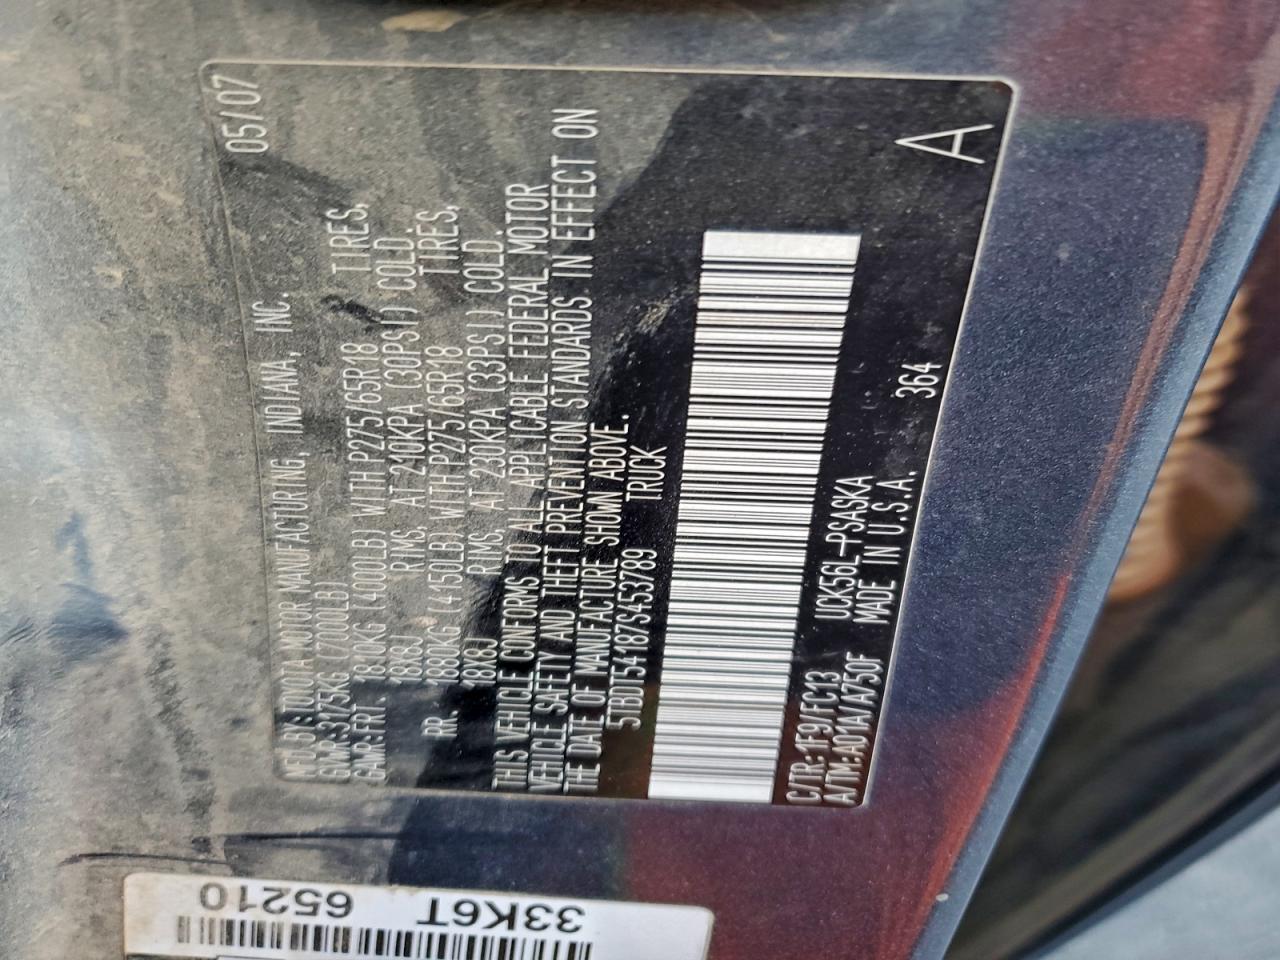 05/07
MFD.BY:TOYOTA MOTOR MANUFACTURING, INDIANA, INC.
GVWR:3175KG (7000LB)
GAWR:FRT. 1810KG (4000LB) WITH P275/65R18 TIRES,
18X8J RIMS, AT 210KPA (30PSI) COLD.
RR. 1880KG (4150LB) WITH P275/65R18 TIRES,
18X8J RIMS, AT 230KPA (33PSI) COLD.
THIS VEHICLE CONFORMS TO ALL APPLICABLE FEDERAL MOTOR
VEHICLE SAFETY AND THEFT PREVENTION STANDARDS IN EFFECT ON
THE DATE OF MANUFACTURE SHOWN ABOVE.
5TBDT54187S453789 TRUCK
C/TR:1F9/FC13 UCK56L-PSASKA 364
A/TM:A01A/A750F MADE IN U.S.A.
A
33K6T
65210